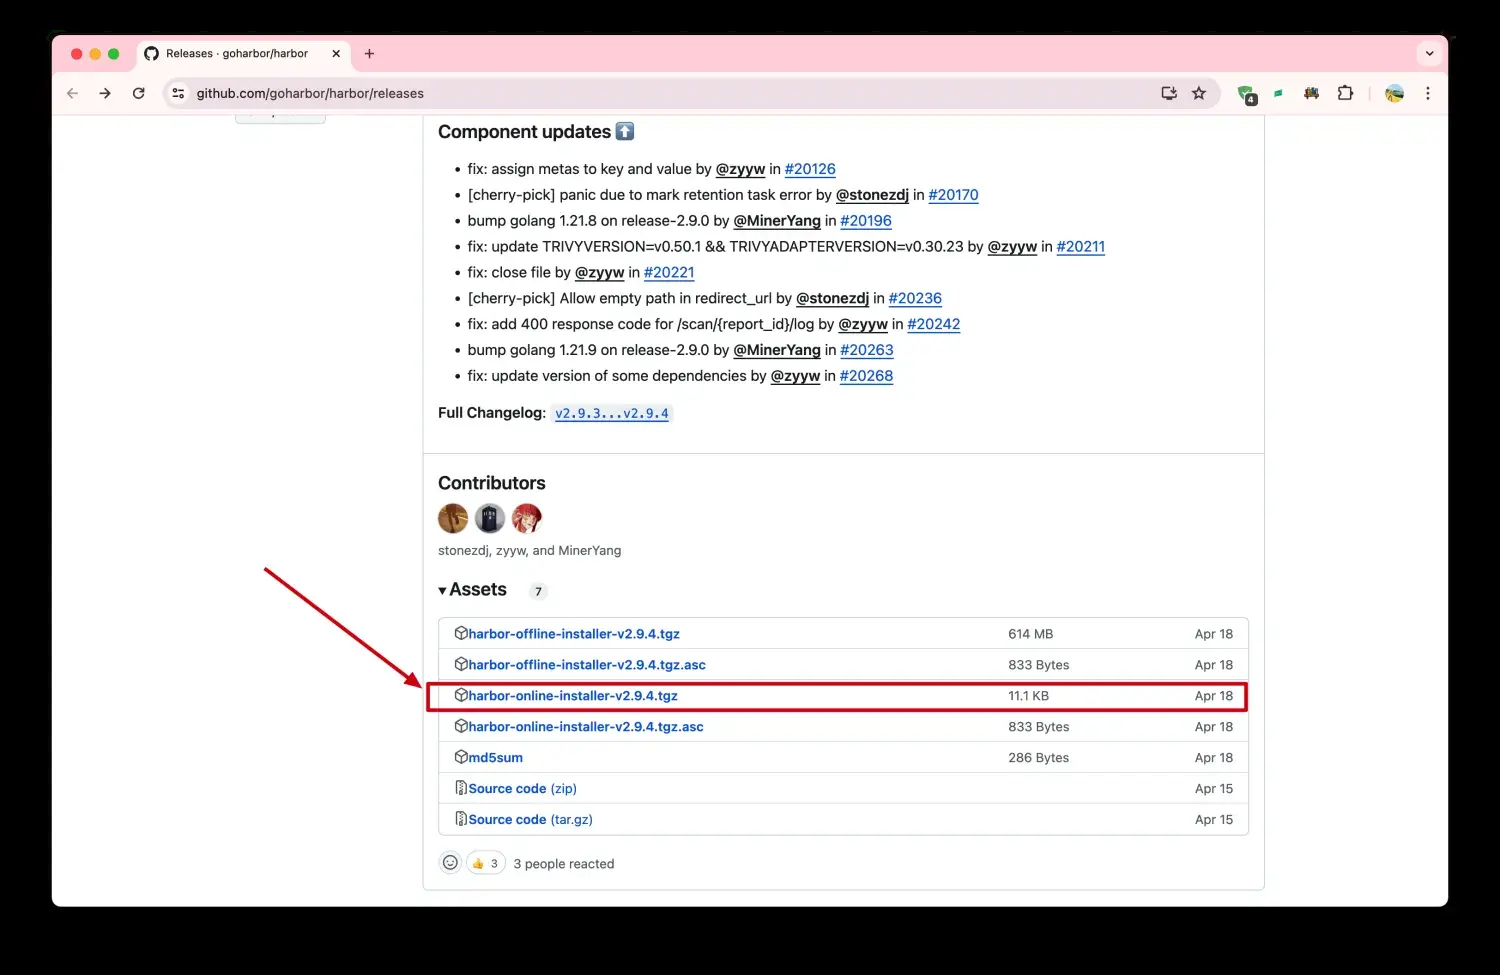 Releases · goharbor/harbor
github.com/goharbor/harbor/releases
4
Component updates
fix: assign metas to key and value by @zyyw in #20126
[cherry-pick] panic due to mark retention task error by @stonezdj in #20170
bump golang 1.21.8 on release-2.9.0 by @MinerYang in #20196
fix: update TRIVYVERSION=v0.50.1 && TRIVYADAPTERVERSION=v0.30.23 by @zyyw in #20211
fix: close file by @zyyw in #20221
[cherry-pick] Allow empty path in redirect_url by @stonezdj in #20236
fix: add 400 response code for /scan/{report_id}/log by @zyyw in #20242
bump golang 1.21.9 on release-2.9.0 by @MinerYang in #20263
fix: update version of some dependencies by @zyyw in #20268
Full Changelog: v2.9.3...v2.9.4
Contributors
stonezdj, zyyw, and MinerYang
Assets 7
harbor-offline-installer-v2.9.4.tgz 614 MB Apr 18
harbor-offline-installer-v2.9.4.tgz.asc 833 Bytes Apr 18
harbor-online-installer-v2.9.4.tgz 11.1 KB Apr 18
harbor-online-installer-v2.9.4.tgz.asc 833 Bytes Apr 18
md5sum 286 Bytes Apr 18
Source code (zip) Apr 15
Source code (tar.gz) Apr 15
3 3 people reacted